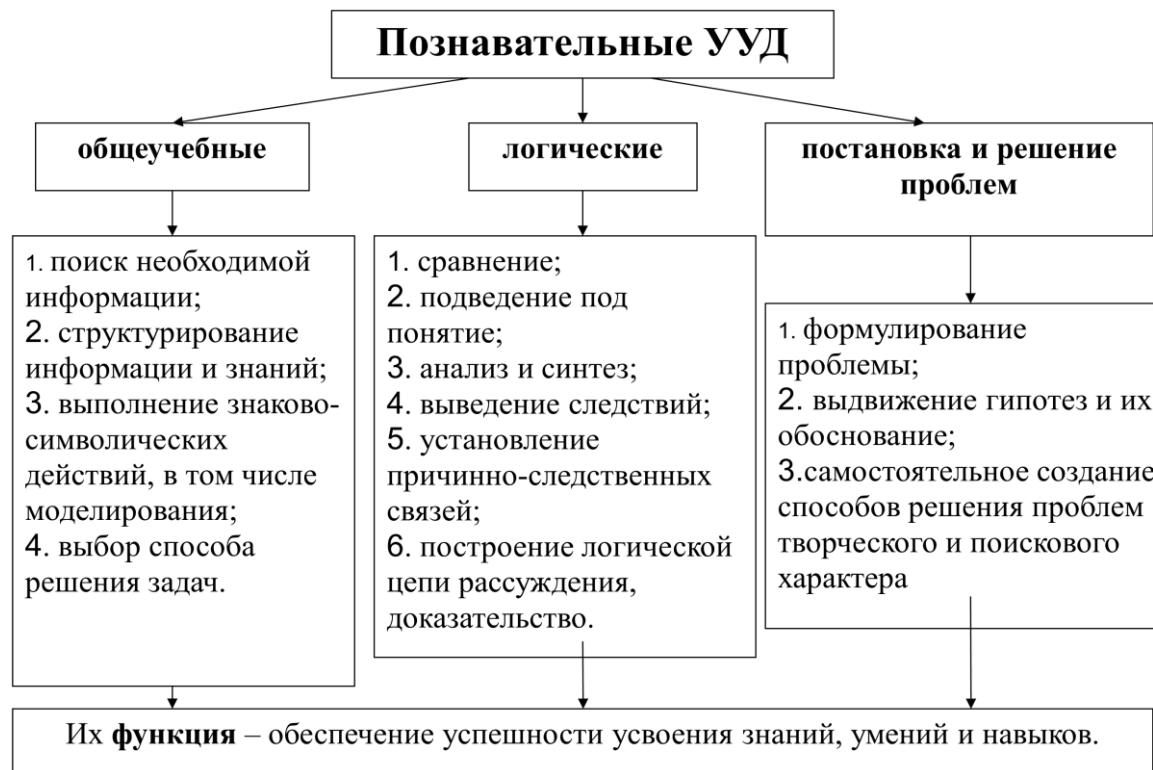 Познавательные УУД
общеучебные
логические
постановка и решение
проблем
1. поиск необходимой
информации;
2. структурирование
информации и знаний;
3. выполнение знаково-
символических
действий, в том числе
моделирования;
4. выбор способа
решения задач.
1. сравнение;
2. подведение под
понятие;
3. анализ и синтез;
4. выведение следствий;
5. установление
причинно-следственных
связей;
6. построение логической
цепи рассуждения,
доказательство.
1. формулирование
проблемы;
2. выдвижение гипотез и их
обоснование;
3.самостоятельное создание
способов решения проблем
творческого и поискового
характера
Их функция – обеспечение успешности усвоения знаний, умений и навыков.